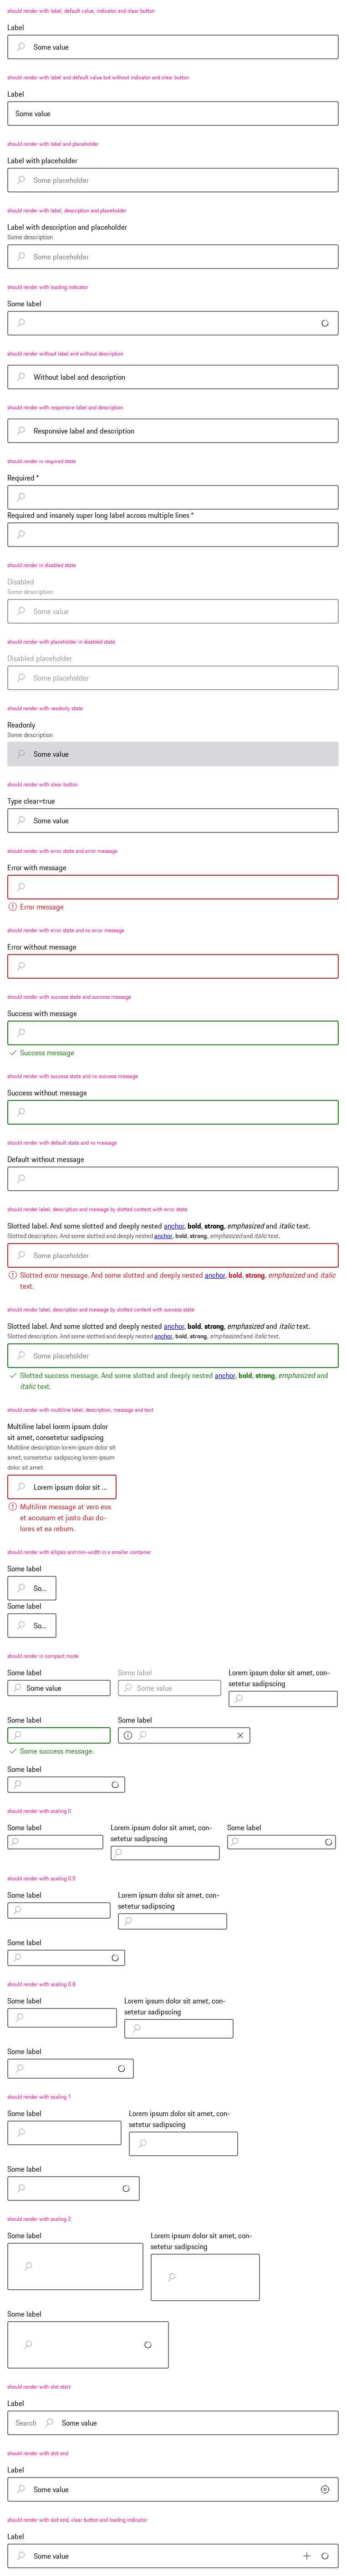 should render with label, default value, indicator and clear button
Label
Some value
should render with label and default value but without indicator and clear button
Label
Some value
should render with label and placeholder
Label with placeholder
Some placeholder
should render with label, description and placeholder
Label with description and placeholder
Some description
Some placeholder
should render with loading indicator
Some label
should render without label and without description
Without label and description
should render with responsive label and description
Responsive label and description
should render in required state
Required *
Required and insanely super long label across multiple lines *
should render in disabled state
Disabled
Some description
Some value
should render with placeholder in disabled state
Disabled placeholder
Some placeholder
should render with readonly state
Readonly
Some description
Some value
should render with clear button
Type clear=true
Some value
should render with error state and error message
Error with message
Error message
should render with error state and no error message
Error without message
should render with success state and success message
Success with message
Success message
should render with success state and no success message
Success without message
should render with default state and no message
Default without message
should render label, description and message by slotted content with error state
Slotted label. And some slotted and deeply nested anchor, bold, strong, emphasized and italic text.
Slotted description. And some slotted and deeply nested anchor, bold, strong, emphasized and italic text.
Some placeholder
Slotted error message. And some slotted and deeply nested anchor, bold, strong, emphasized and italic
text.
should render label, description and message by slotted content with success state
Slotted label. And some slotted and deeply nested anchor, bold, strong, emphasized and italic text.
Slotted description. And some slotted and deeply nested anchor, bold, strong, emphasized and italic text.
Some placeholder
Slotted success message. And some slotted and deeply nested anchor, bold, strong, emphasized and
italic text.
should render with multiline label, description, message and text
Multiline label lorem ipsum dolor
sit amet, consetetur sadipscing
Multiline description lorem ipsum dolor sit
amet, consetetur sadipscing lorem ipsum
dolor sit amet
Lorem ipsum dolor sit ...
Multiline message at vero eos
et accusam et justo duo do-
lores et ea rebum.
should render with ellipsis and min-width in a smaller container
Some label
So...
Some label
So...
should render in compact mode
Some label
Some value
Some label
Some value
Lorem ipsum dolor sit amet, con-
setetur sadipscing
Some label
Some success message.
Some label
Some label
should render with scaling 0
Some label
Lorem ipsum dolor sit amet, con-
setetur sadipscing
Some label
should render with scaling 0.5
Some label
Lorem ipsum dolor sit amet, con-
setetur sadipscing
Some label
should render with scaling 0.8
Some label
Lorem ipsum dolor sit amet, con-
setetur sadipscing
Some label
should render with scaling 1
Some label
Lorem ipsum dolor sit amet, con-
setetur sadipscing
Some label
should render with scaling 2
Some label
Lorem ipsum dolor sit amet, con-
setetur sadipscing
Some label
should render with slot start
Label
Search
Some value
should render with slot end
Label
Some value
should render with slot end, clear button and loading indicator
Label
Some value